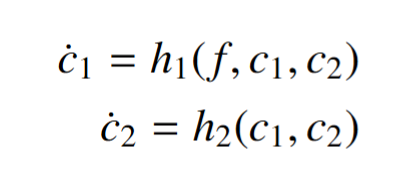 ċ₁ = h₁(f, c₁, c₂)
ċ₂ = h₂(c₁, c₂)